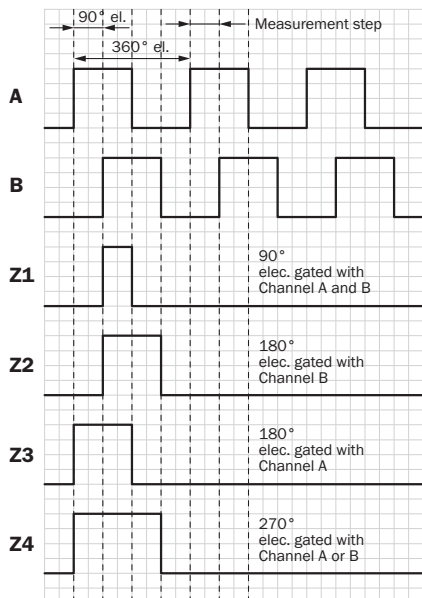 90° el.
Measurement step
360° el.
A
B
Z1
90°
elec. gated with
Channel A and B
Z2
180°
elec. gated with
Channel B
Z3
180°
elec. gated with
Channel A
Z4
270°
elec. gated with
Channel A or B